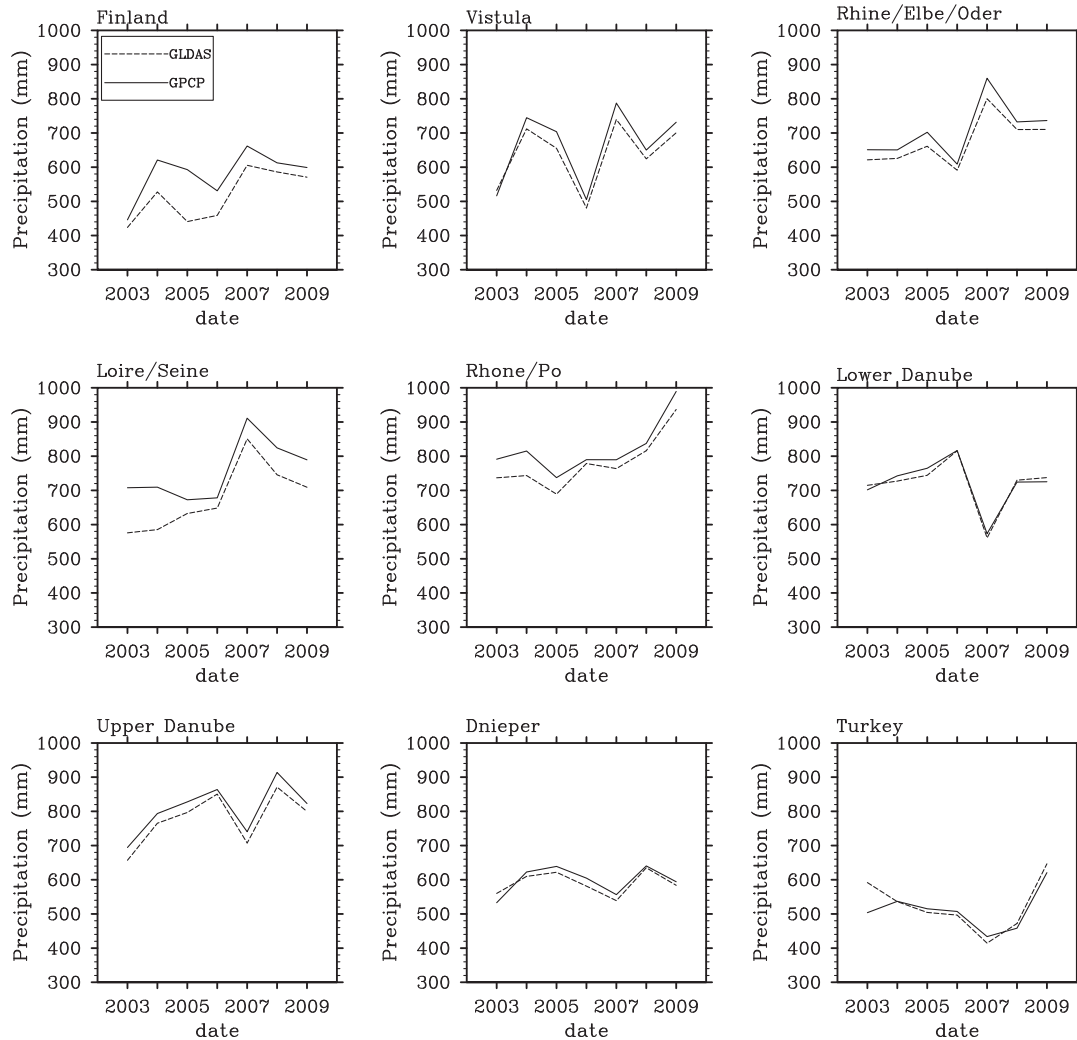 Finland
1000
900
800
700
600
500
400
300
Precipitation (mm)
GLDAS
GPCP
2003 2005 2007 2009
date
Vistula
1000
900
800
700
600
500
400
300
Precipitation (mm)
2003 2005 2007 2009
date
Rhine/Elbe/Oder
1000
900
800
700
600
500
400
300
Precipitation (mm)
2003 2005 2007 2009
date
Loire/Seine
1000
900
800
700
600
500
400
300
Precipitation (mm)
2003 2005 2007 2009
date
Rhone/Po
1000
900
800
700
600
500
400
300
Precipitation (mm)
2003 2005 2007 2009
date
Lower Danube
1000
900
800
700
600
500
400
300
Precipitation (mm)
2003 2005 2007 2009
date
Upper Danube
1000
900
800
700
600
500
400
300
Precipitation (mm)
2003 2005 2007 2009
date
Dnieper
1000
900
800
700
600
500
400
300
Precipitation (mm)
2003 2005 2007 2009
date
Turkey
1000
900
800
700
600
500
400
300
Precipitation (mm)
2003 2005 2007 2009
date